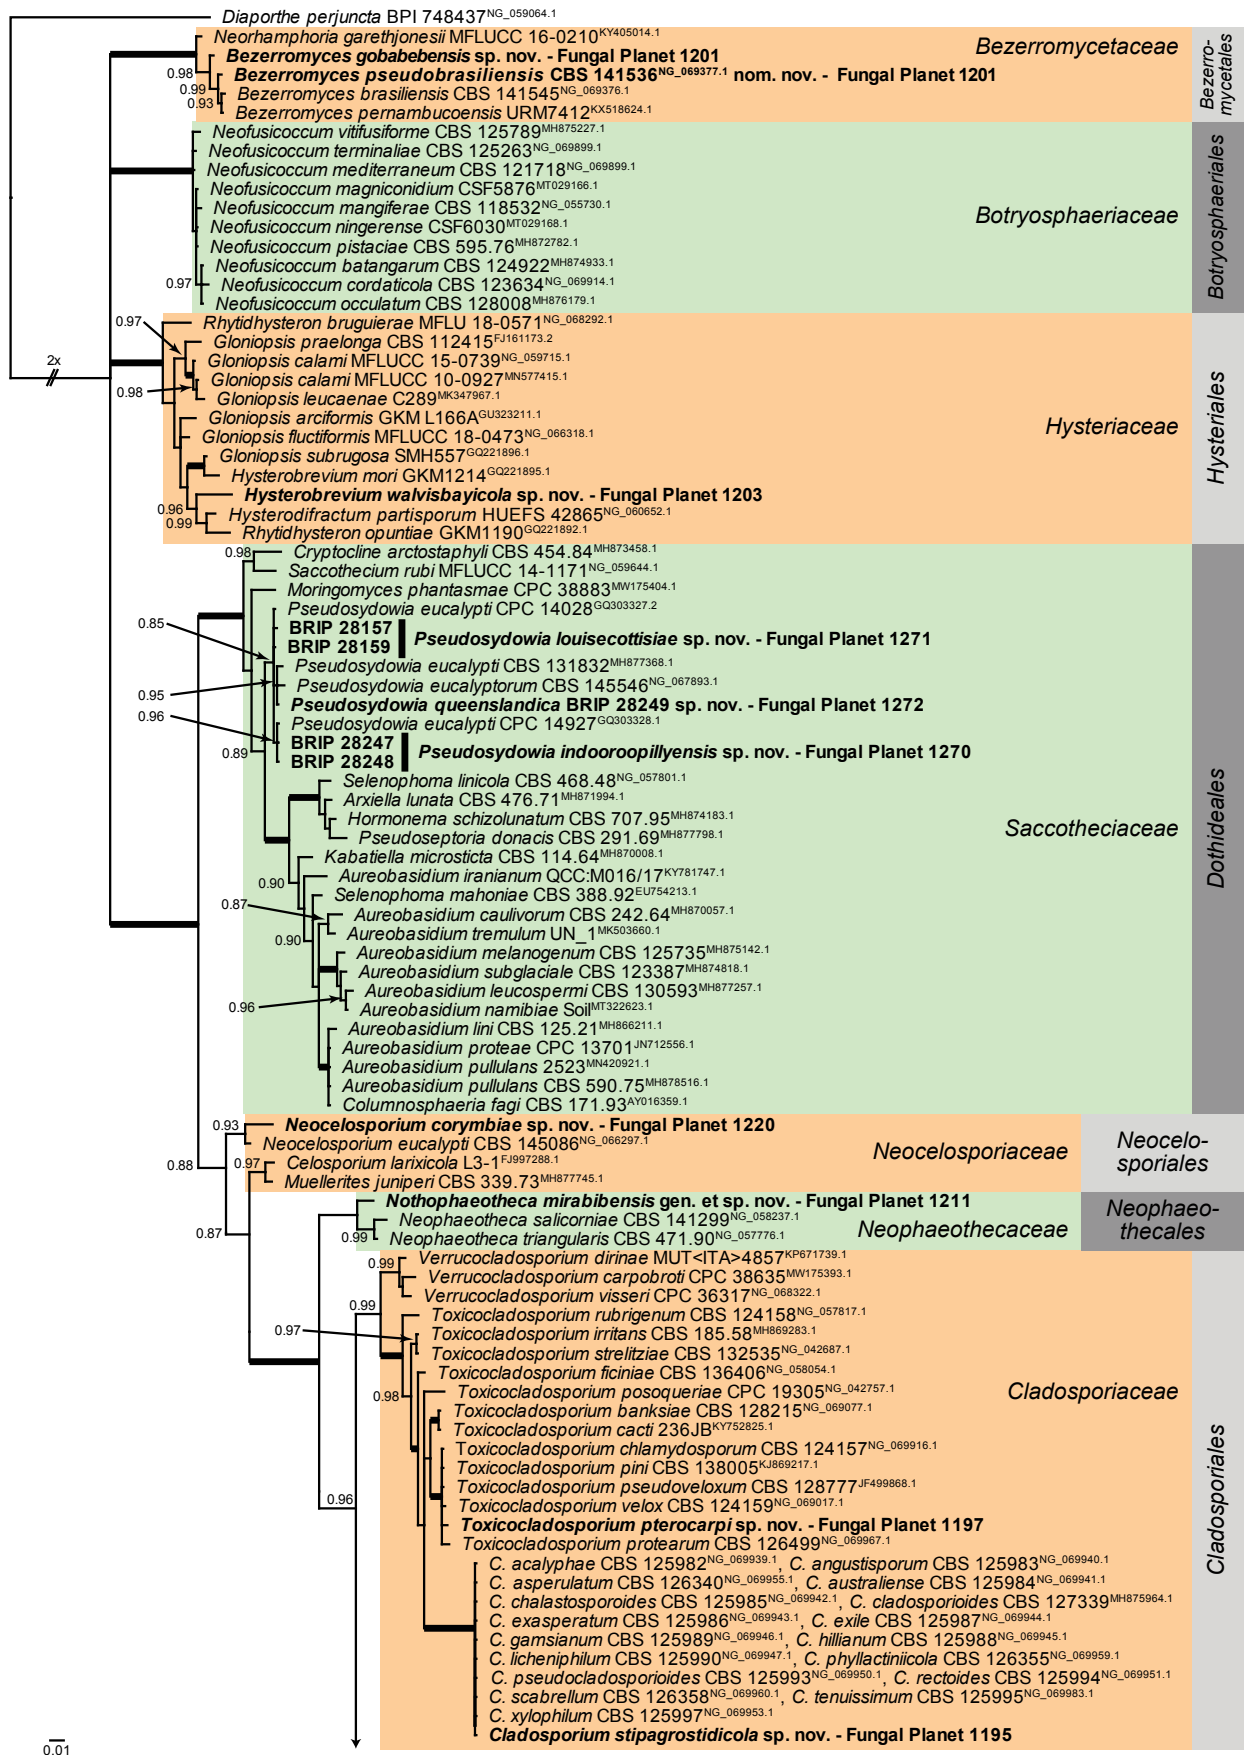 Diaporthe perjuncta BPI 748437NG_059064.1
Neorhamphoria garethjonesii MFLUCC 16-0210KY405014.1
Bezerromycetaceae
Bezerromyces gobabebensis sp. nov. - Fungal Planet 1201
0.98
Bezerromyces pseudobrasiliensis CBS 141536NG_069377.1 nom. nov. - Fungal Planet 1201
0.99
Bezerromyces brasiliensis CBS 141545NG_069376.1
0.93
Bezerromyces pernambucoensis URM7412KX518624.1
Bezerro-
mycetales
Neofusicoccum vitifusiforme CBS 125789MH875227.1
Neofusicoccum terminaliae CBS 125263NG_069899.1
Neofusicoccum mediterraneum CBS 121718NG_069899.1
Neofusicoccum magniconidium CSF5876MT029166.1
Neofusicoccum mangiferae CBS 118532NG_055730.1
Botryosphaeriaceae
Neofusicoccum ningerense CSF6030MT029168.1
Neofusicoccum pistaciae CBS 595.76MH872782.1
Neofusicoccum batangarum CBS 124922MH874933.1
0.97
Neofusicoccum cordaticola CBS 123634NG_069914.1
Neofusicoccum occulatum CBS 128008MH876179.1
Botryosphaeriales
0.97
Rhytidhysteron bruguierae MFLU 18-0571NG_068292.1
Gloniopsis praelonga CBS 112415FJ161173.2
2x
Gloniopsis calami MFLUCC 15-0739NG_059715.1
Gloniopsis calami MFLUCC 10-0927MN577415.1
0.98
Gloniopsis leucaenae C289MK347967.1
Gloniopsis arciformis GKM L166AGU323211.1
Hysteriaceae
Gloniopsis fluctiformis MFLUCC 18-0473NG_066318.1
Gloniopsis subrugosa SMH557GQ221896.1
Hysterobrevium mori GKM1214GQ221895.1
Hysterobrevium walvisbayicola sp. nov. - Fungal Planet 1203
0.96
Hysterodifractum partisporum HUEFS 42865NG_060652.1
0.99
Rhytidhysteron opuntiae GKM1190GQ221892.1
Hysteriales
0.98
Cryptocline arctostaphyli CBS 454.84MH873458.1
Saccothecium rubi MFLUCC 14-1171NG_059644.1
Moringomyces phantasmae CPC 38883MW175404.1
Pseudosydowia eucalypti CPC 14028GQ303327.2
0.85
BRIP 28157
BRIP 28159
Pseudosydowia louisecottisiae sp. nov. - Fungal Planet 1271
Pseudosydowia eucalypti CBS 131832MH877368.1
0.95
Pseudosydowia eucalyptorum CBS 145546NG_067893.1
Pseudosydowia queenslandica BRIP 28249 sp. nov. - Fungal Planet 1272
0.96
Pseudosydowia eucalypti CPC 14927GQ303328.1
0.89
BRIP 28247
BRIP 28248
Pseudosydowia indooroopillyensis sp. nov. - Fungal Planet 1270
Selenophoma linicola CBS 468.48NG_057801.1
Arxiella lunata CBS 476.71MH871994.1
Hormonema schizolunatum CBS 707.95MH874183.1
Saccotheciaceae
Pseudoseptoria donacis CBS 291.69MH877798.1
Kabatiella microsticta CBS 114.64MH870008.1
0.90
Aureobasidium iranianum QCC:M016/17KY781747.1
Selenophoma mahoniae CBS 388.92EU754213.1
0.87
Aureobasidium caulivorum CBS 242.64MH870057.1
0.90
Aureobasidium tremulum UN_1MK503660.1
Aureobasidium melanogenum CBS 125735MH875142.1
Aureobasidium subglaciale CBS 123387MH874818.1
Aureobasidium leucospermi CBS 130593MH877257.1
0.96
Aureobasidium namibiae SoilMT322623.1
Aureobasidium lini CBS 125.21MH866211.1
Aureobasidium proteae CPC 13701JN712556.1
Aureobasidium pullulans 2523MN420921.1
Aureobasidium pullulans CBS 590.75MH878516.1
Columnosphaeria fagi CBS 171.93AY016359.1
Dothideales
0.93
Neocelosporium corymbiae sp. nov. - Fungal Planet 1220
Neocelosporium eucalypti CBS 145086NG_066297.1
Neocelosporiaceae
0.88
0.97
Celosporium larixicola L3-1FJ997288.1
Muellerites juniperi CBS 339.73MH877745.1
Neocelo-
sporiales
Nothophaeotheca mirabibensis gen. et sp. nov. - Fungal Planet 1211
0.87
Neophaeotheca salicorniae CBS 141299NG_058237.1
0.99
Neophaeotheca triangularis CBS 471.90NG_057776.1
Neophaeothecaceae
Neophaeo-
thecales
Verrucocladosporium dirinae MUT<ITA>4857KP671739.1
0.99
Verrucocladosporium carpobroti CPC 38635MW175393.1
Verrucocladosporium visseri CPC 36317NG_068322.1
0.99
Toxicocladosporium rubrigenum CBS 124158NG_057817.1
0.97
Toxicocladosporium irritans CBS 185.58MH869283.1
Toxicocladosporium strelitziae CBS 132535NG_042687.1
Toxicocladosporium ficiniae CBS 136406NG_058054.1
0.98
Toxicocladosporium posoqueriae CPC 19305NG_042757.1
Cladosporiaceae
Toxicocladosporium banksiae CBS 128215NG_069077.1
Toxicocladosporium cacti 236JBKY752825.1
Toxicocladosporium chlamydosporum CBS 124157NG_069916.1
Toxicocladosporium pini CBS 138005KJ869217.1
Toxicocladosporium pseudoveloxum CBS 128777JF499868.1
0.96
Toxicocladosporium velox CBS 124159NG_069017.1
Toxicocladosporium pterocarpi sp. nov. - Fungal Planet 1197
Toxicocladosporium protearum CBS 126499NG_069967.1
C. acalyphae CBS 125982NG_069939.1, C. angustisporum CBS 125983NG_069940.1
C. asperulatum CBS 126340NG_069955.1, C. australiense CBS 125984NG_069941.1
C. chalastosporoides CBS 125985NG_069942.1, C. cladosporioides CBS 127339MH875964.1
C. exasperatum CBS 125986NG_069943.1, C. exile CBS 125987NG_069944.1
C. gamsianum CBS 125989NG_069946.1, C. hillianum CBS 125988NG_069945.1
C. licheniphilum CBS 125990NG_069947.1, C. phyllactiniicola CBS 126355NG_069959.1
C. pseudocladosporioides CBS 125993NG_069950.1, C. rectoides CBS 125994NG_069951.1
C. scabrellum CBS 126358NG_069960.1, C. tenuissimum CBS 125995NG_069983.1
C. xylophilum CBS 125997NG_069953.1
Cladosporium stipagrostidicola sp. nov. - Fungal Planet 1195
Cladosporiales
0.01